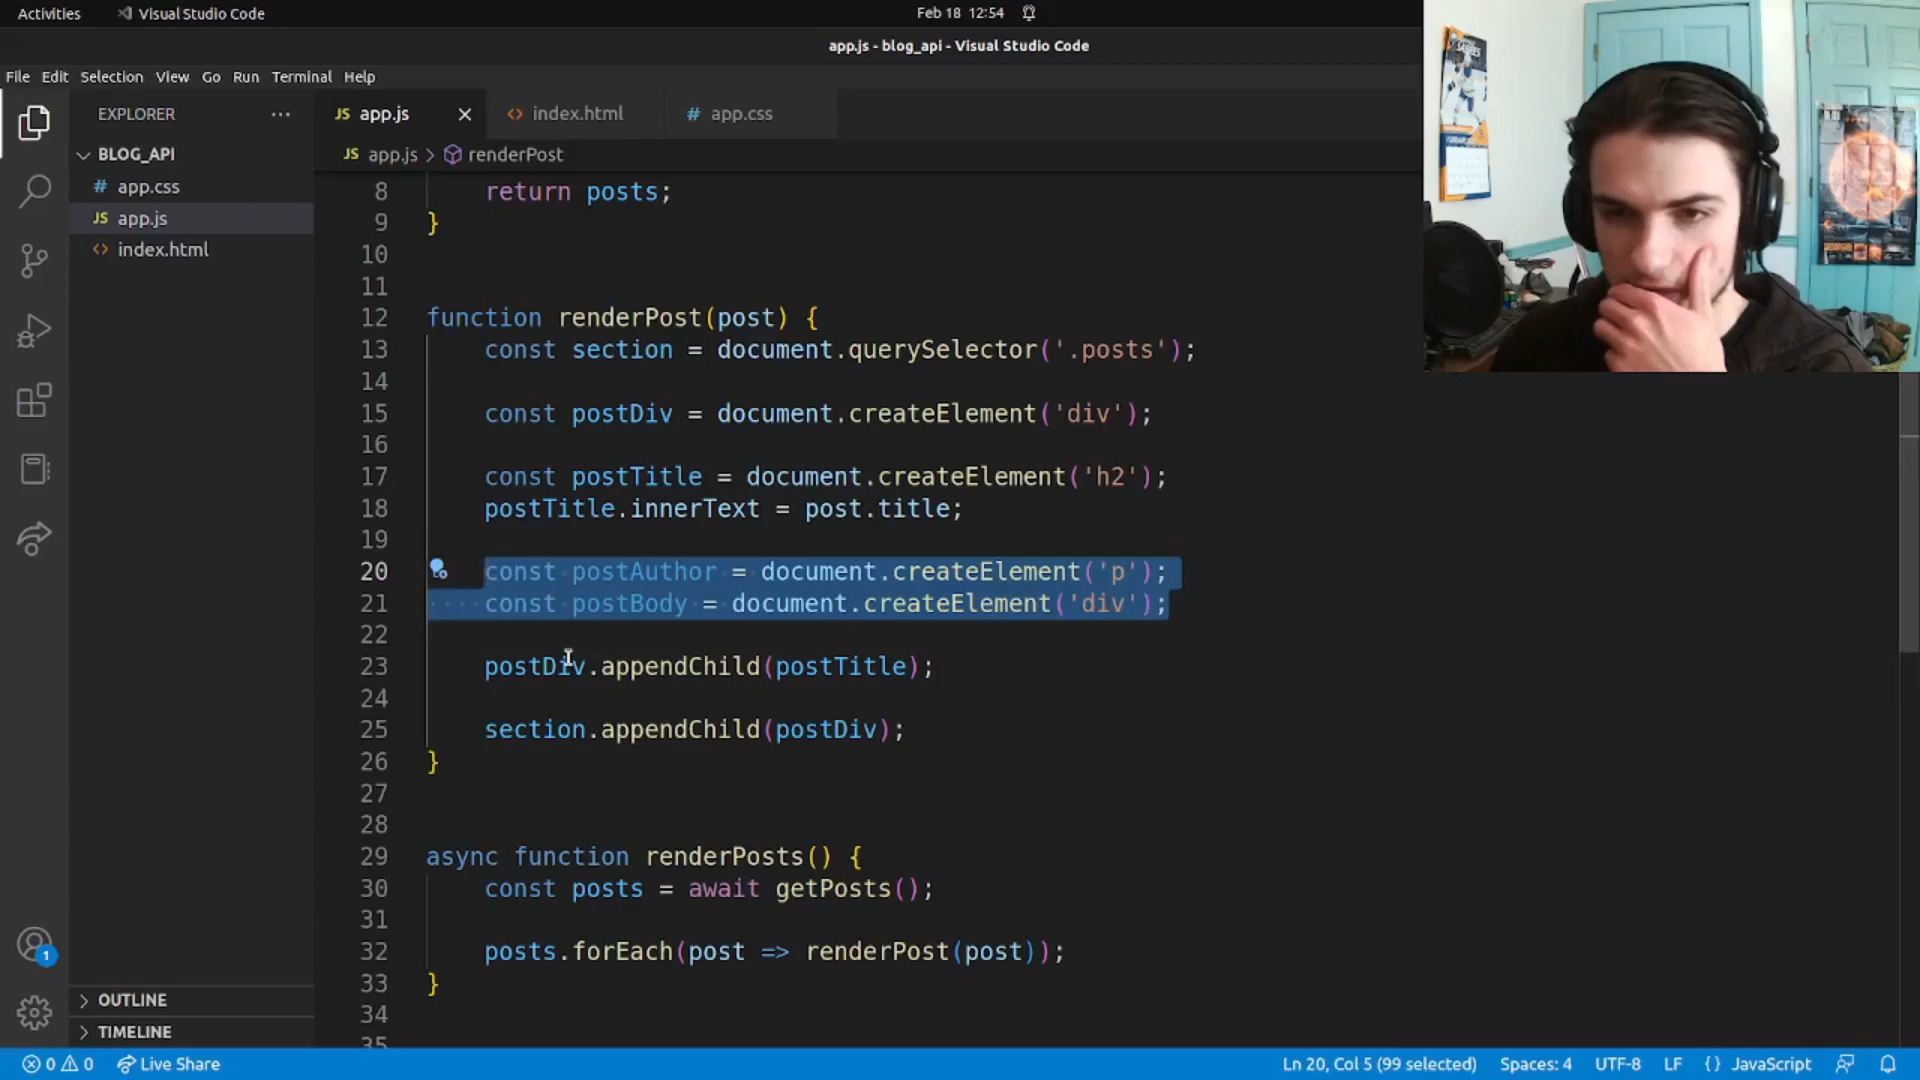 Activities
Visual Studio Code
Feb 18 12:54
app.js - blog_api - Visual Studio Code
File Edit Selection View Go Run Terminal Help
EXPLORER
BLOG_API
app.css
app.js
index.html
OUTLINE
TIMELINE
app.js
index.html
app.css
app.js > renderPost
8 return posts;
9 }
10
11
12 function renderPost(post) {
13 const section = document.querySelector('.posts');
14
15 const postDiv = document.createElement('div');
16
17 const postTitle = document.createElement('h2');
18 postTitle.innerText = post.title;
19
20 const postAuthor = document.createElement('p');
21 const postBody = document.createElement('div');
22
23 postDiv.appendChild(postTitle);
24
25 section.appendChild(postDiv);
26 }
27
28
29 async function renderPosts() {
30 const posts = await getPosts();
31
32 posts.forEach(post => renderPost(post));
33 }
34
35
1
0 0 Live Share
Ln 20, Col 5 (99 selected) Spaces: 4 UTF-8 LF {} JavaScript